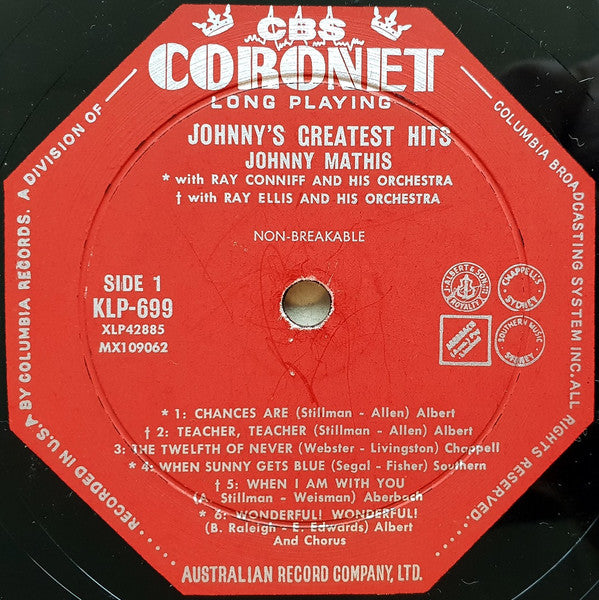 CBS
CORONET
LONG PLAYING
JOHNNY'S GREATEST HITS
JOHNNY MATHIS
* with RAY CONNIFF AND HIS ORCHESTRA
† with RAY ELLIS AND HIS ORCHESTRA
NON-BREAKABLE
SIDE 1
KLP-699
XLP42885
MX109062
ALBERT & SON
ROYALTY
CHAPPELL'S
SYDNEY
SOUTHERN MUSIC
SYDNEY
* 1: CHANCES ARE (Stillman - Allen) Albert
† 2: TEACHER, TEACHER (Stillman - Allen) Albert
3: THE TWELFTH OF NEVER (Webster - Livingston) Chappell
* 4: WHEN SUNNY GETS BLUE (Segal - Fisher) Southern
† 5: WHEN I AM WITH YOU
(A. Stillman - Weisman) Aberbach
* 6: WONDERFUL! WONDERFUL!
(B. Raleigh - E. Edwards) Albert
And Chorus
....RECORDED IN U.S.A BY COLUMBIA RECORDS. A DIVISION OF —
— COLUMBIA BROADCASTING SYSTEM INC. ALL RIGHTS RESERVED....
AUSTRALIAN RECORD COMPANY, LTD.